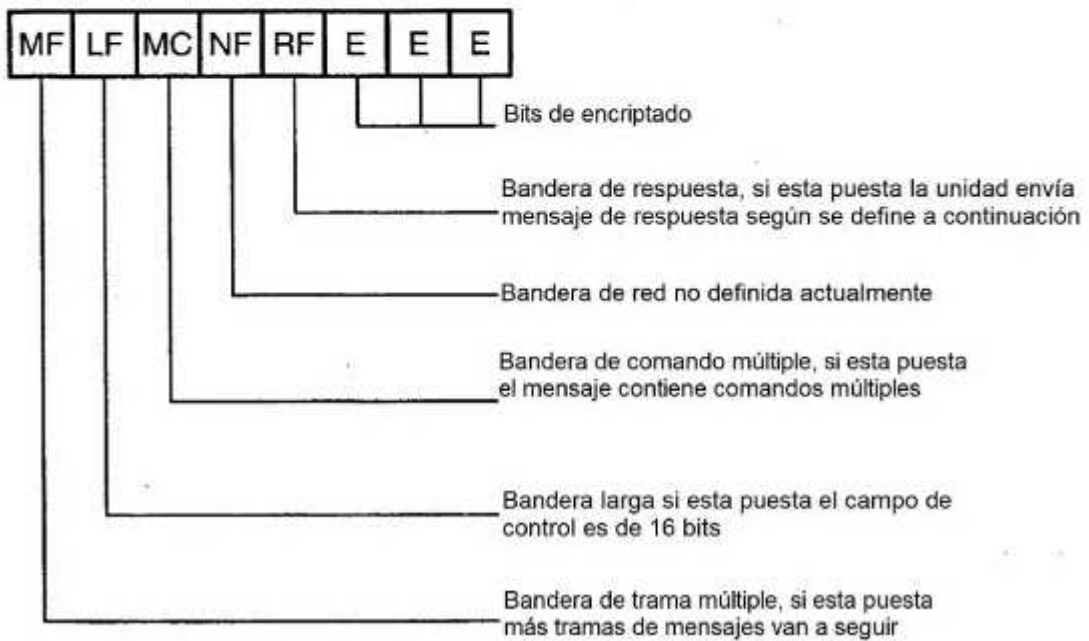 MF LF MC NF RF E E E
Bits de encriptado
Bandera de respuesta, si esta puesta la unidad envía
mensaje de respuesta según se define a continuación
Bandera de red no definida actualmente
Bandera de comando múltiple, si esta puesta
el mensaje contiene comandos múltiples
Bandera larga si esta puesta el campo de
control es de 16 bits
Bandera de trama múltiple, si esta puesta
más tramas de mensajes van a seguir